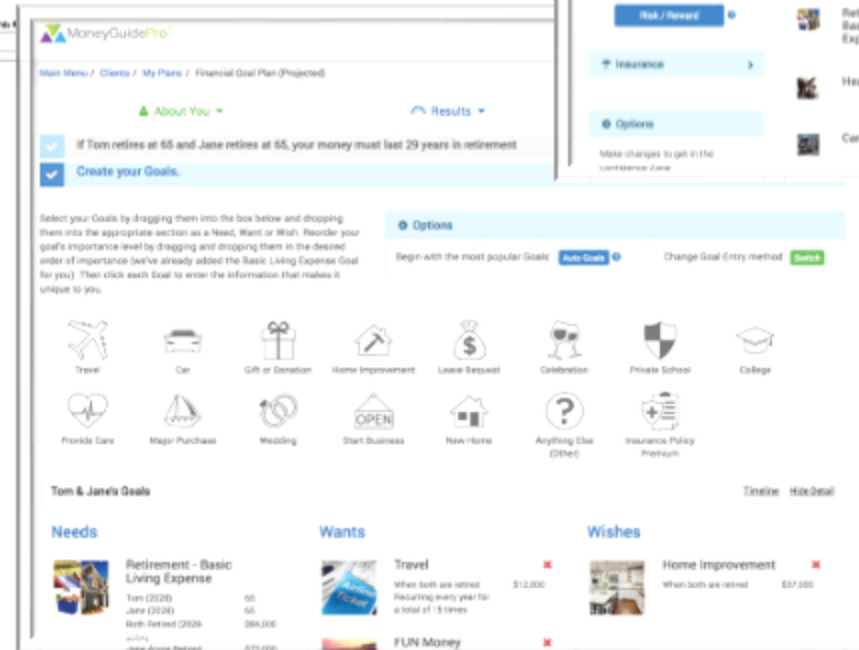 MoneyGuidePro
Main Menu / Clients / My Plans / Financial Goal Plan (Projected)
About You
Results
If Tom retires at 65 and Jane retires at 65, your money must last 29 years in retirement
Create your Goals.
Risk / Reward
Insurance
Options
Make changes to get in the
Confidence Zone.
Select your Goals by dragging them into the box below and dropping
them into the appropriate section as a Need, Want or Wish. Reorder your
goal's importance level by dragging and dropping them in the desired
order of importance (we've already added the Basic Living Expense Goal
for you). Then click each Goal to enter the information that makes it
unique to you.
Options
Begin with the most popular Goals: Auto Goals
Change Goal Entry method Switch
Travel
Car
Gift or Donation
Home Improvement
Leave Bequest
Celebration
Private School
College
Provide Care
Major Purchase
Wedding
OPEN
Start Business
New Home
Anything Else
(Other)
Insurance Policy
Premium
Tom & Jane's Goals
Timeline Hide Detail
Needs
Retirement - Basic
Living Expense
Tom (2028) 65
Jane (2028) 65
Both Retired (2028-
Wants
Airline
Ticket
Travel
When both are retired $12,000
Recurring every year for
a total of 15 times
FUN Money
Wishes
Home Improvement
When both are retired $37,000